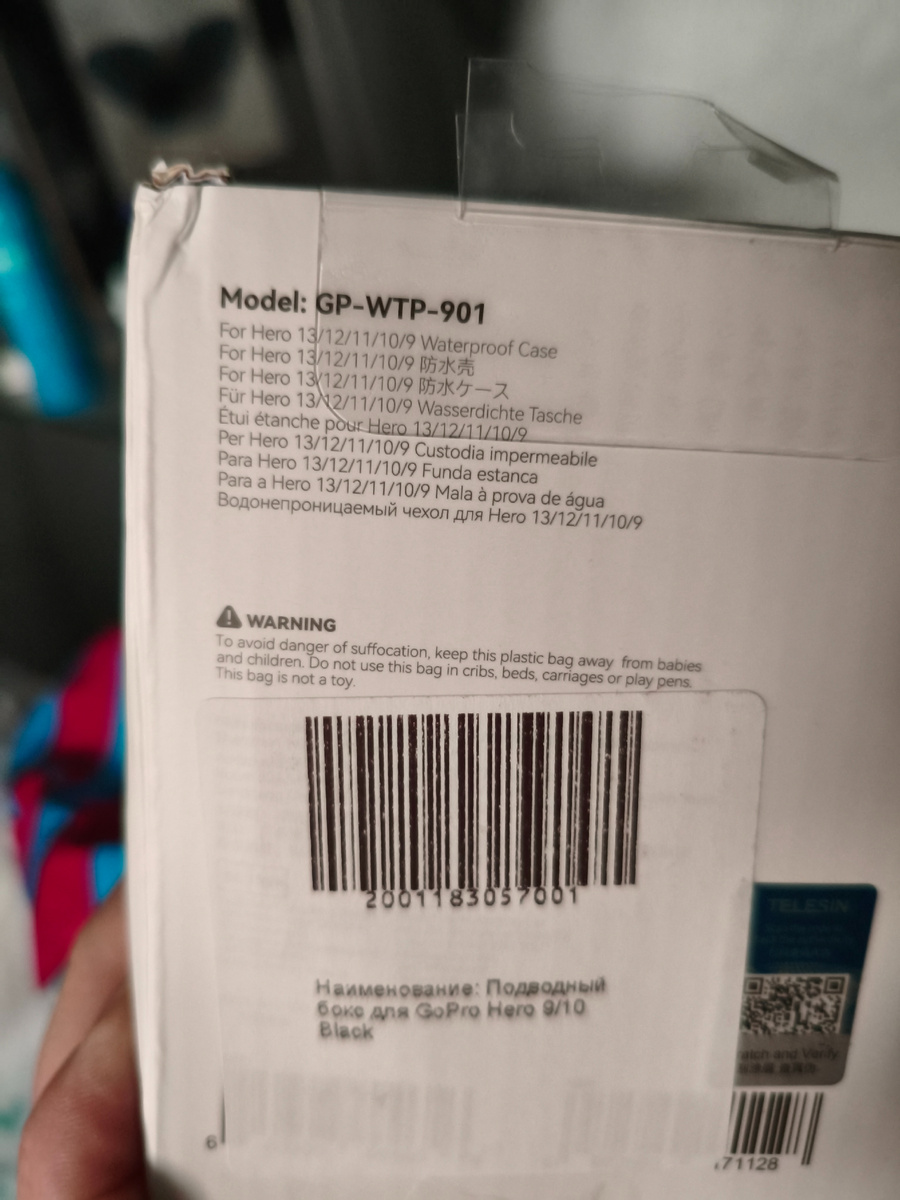 Model: GP-WTP-901
For Hero 13/12/11/10/9 Waterproof Case
For Hero 13/12/11/10/9 防水壳
For Hero 13/12/11/10/9 防水ケース
Für Hero 13/12/11/10/9 Wasserdichte Tasche
Étui étanche pour Hero 13/12/11/10/9
Per Hero 13/12/11/10/9 Custodia impermeabile
Para Hero 13/12/11/10/9 Funda estanca
Para a Hero 13/12/11/10/9 Mala à prova de água
Водонепроницаемый чехол для Hero 13/12/11/10/9
WARNING
To avoid danger of suffocation, keep this plastic bag away from babies
and children. Do not use this bag in cribs, beds, carriages or play pens.
This bag is not a toy.
2001183057001
Наименование: Подводный
бокс для GoPro Hero 9/10
Black
TELESIN
and Verify
6
71128